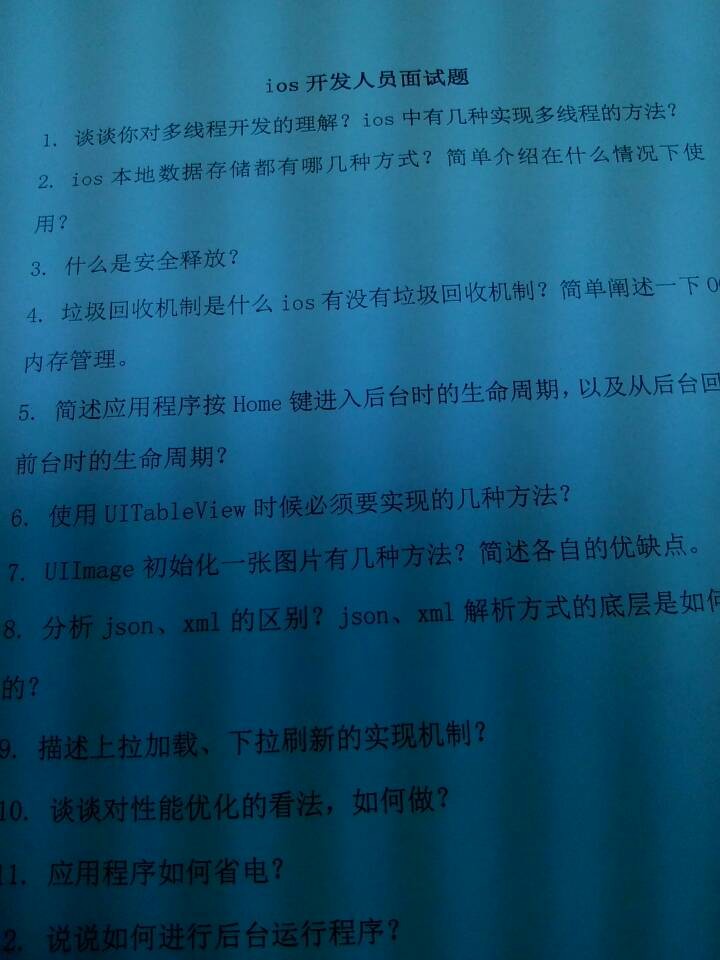 ios 开发人员面试题
1. 谈谈你对多线程开发的理解？ios 中有几种实现多线程的方法？
2. ios 本地数据存储都有哪几种方式？简单介绍在什么情况下使
用？
3. 什么是安全释放？
4. 垃圾回收机制是什么 ios 有没有垃圾回收机制？简单阐述一下 O
内存管理。
5. 简述应用程序按 Home 键进入后台时的生命周期，以及从后台回
前台时的生命周期？
6. 使用 UITableView 时候必须要实现的几种方法？
7. UIImage 初始化一张图片有几种方法？简述各自的优缺点。
8. 分析 json、xml 的区别？json、xml 解析方式的底层是如何
的？
9. 描述上拉加载、下拉刷新的实现机制？
10. 谈谈对性能优化的看法，如何做？
11. 应用程序如何省电？
2. 说说如何进行后台运行程序？